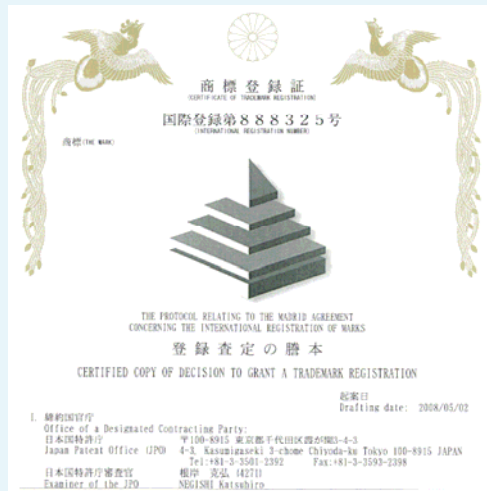 商標登録証
(CERTIFICATE OF TRADEMARK REGISTRATION)
国際登録第888325号
(INTERNATIONAL REGISTRATION NUMBER)
商標(THE MARK)
THE PROTOCOL RELATING TO THE MADRID AGREEMENT
CONCERNING THE INTERNATIONAL REGISTRATION OF MARKS
登録査定の謄本
CERTIFIED COPY OF DECISION TO GRANT A TRADEMARK REGISTRATION
起案日
Drafting date: 2008/05/02
1. 締約国官庁
Office of a Designated Contracting Party:
日本国特許庁 〒100-8915 東京都千代田区霞が関3-4-3
Japan Patent Office (JPO) 4-3, Kasumigaseki 3-chome Chiyoda-ku Tokyo 100-8915 JAPAN
Tel:+81-3-3501-2392 Fax:+81-3-3593-2398
日本国特許庁審査官 根岸 克弘 (4271)
Examiner of the JPO NEGISHI Katsuhiro